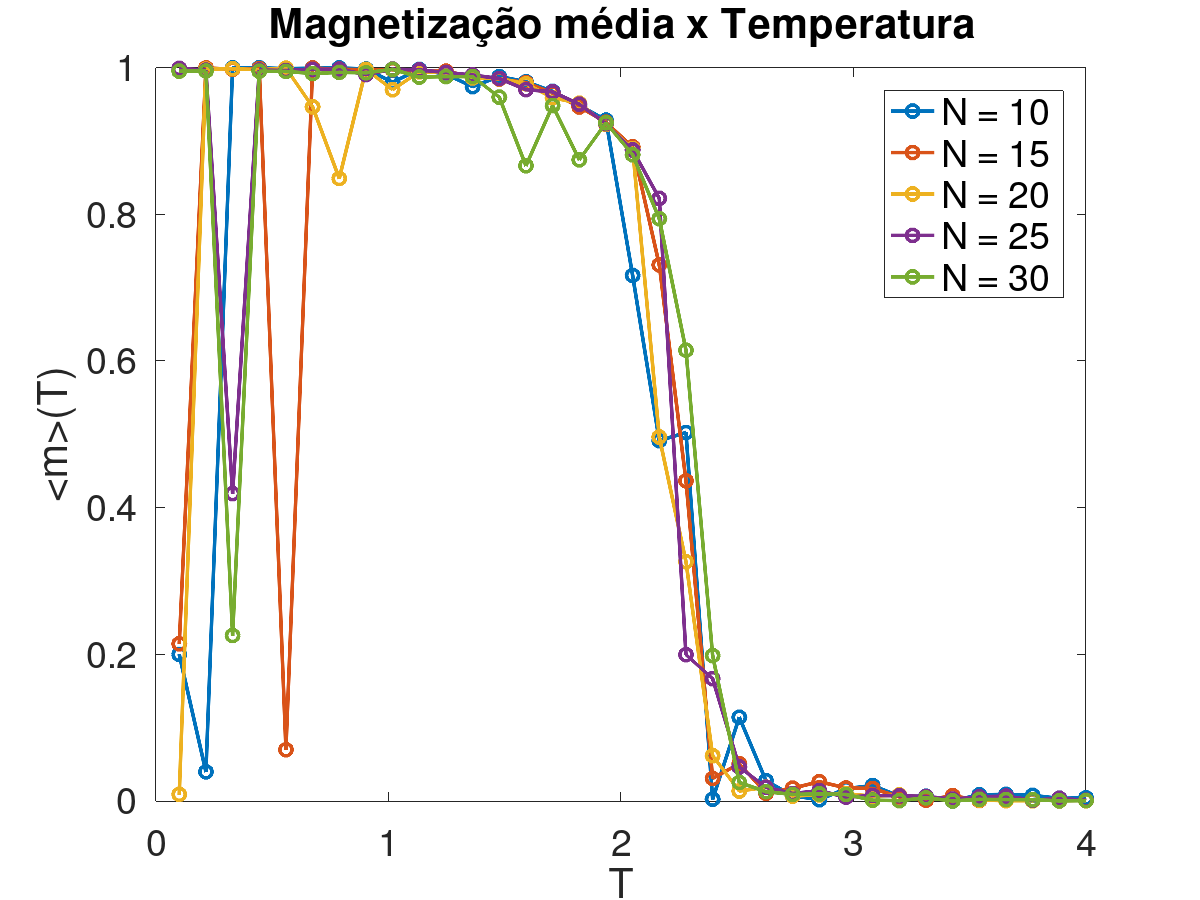 Magnetização média x Temperatura
1
0.8
0.6
0.4
0.2
0
<m>(T)
0 1 2 3 4
T
N = 10
N = 15
N = 20
N = 25
N = 30